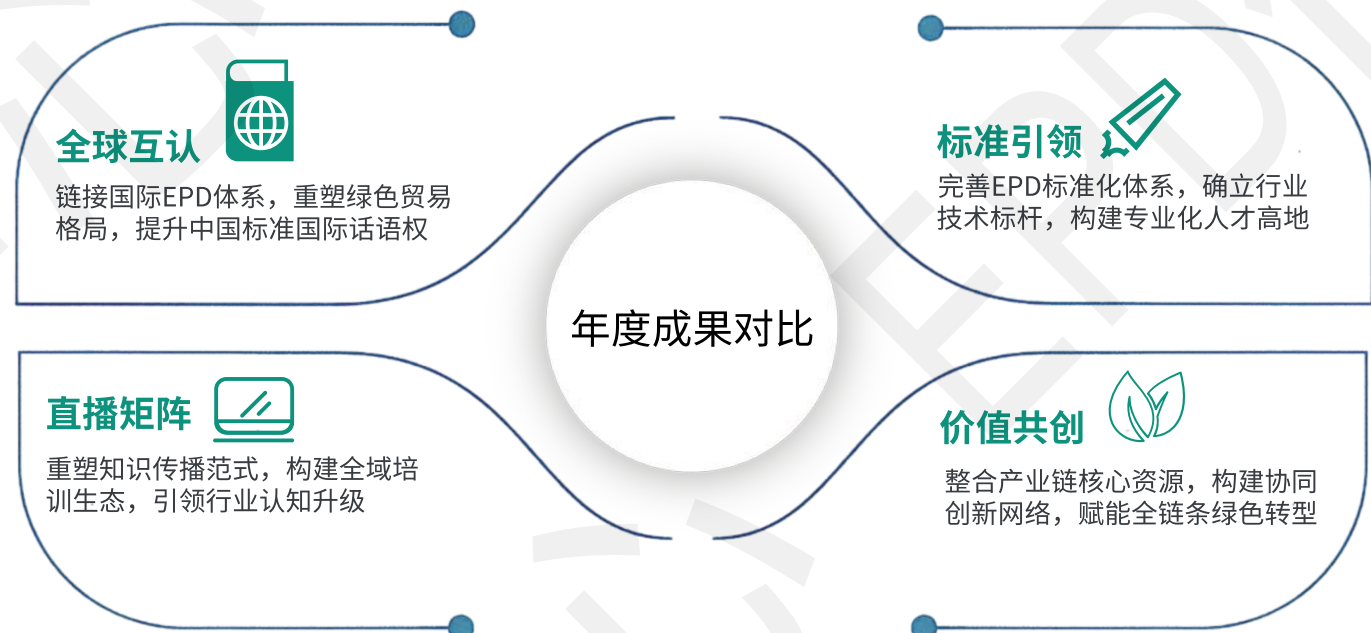 全球互认
链接国际EPD体系，重塑绿色贸易
格局，提升中国标准国际话语权
标准引领
完善EPD标准化体系，确立行业
技术标杆，构建专业化人才高地
年度成果对比
直播矩阵
重塑知识传播范式，构建全域培
训生态，引领行业认知升级
价值共创
整合产业链核心资源，构建协同
创新网络，赋能全链条绿色转型
EPD